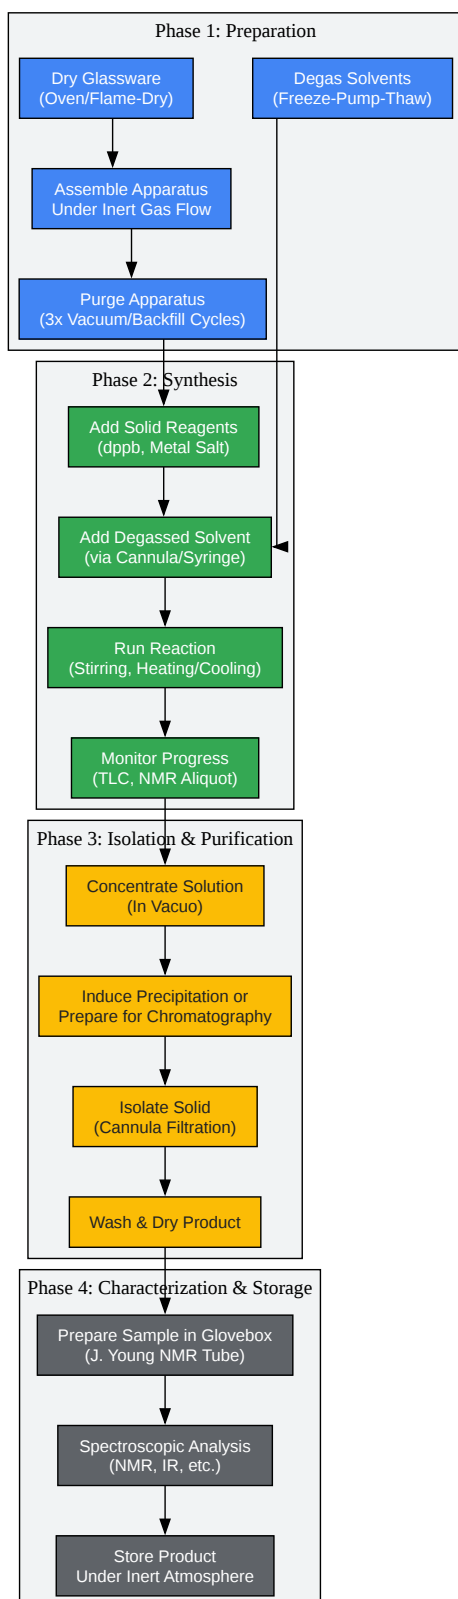 Phase 1: Preparation
Dry Glassware
(Oven/Flame-Dry)
Degas Solvents
(Freeze-Pump-Thaw)
Assemble Apparatus
Under Inert Gas Flow
Purge Apparatus
(3x Vacuum/Backfill Cycles)
Phase 2: Synthesis
Add Solid Reagents
(dppb, Metal Salt)
Add Degassed Solvent
(via Cannula/Syringe)
Run Reaction
(Stirring, Heating/Cooling)
Monitor Progress
(TLC, NMR Aliquot)
Phase 3: Isolation & Purification
Concentrate Solution
(In Vacuo)
Induce Precipitation or
Prepare for Chromatography
Isolate Solid
(Cannula Filtration)
Wash & Dry Product
Phase 4: Characterization & Storage
Prepare Sample in Glovebox
(J. Young NMR Tube)
Spectroscopic Analysis
(NMR, IR, etc.)
Store Product
Under Inert Atmosphere